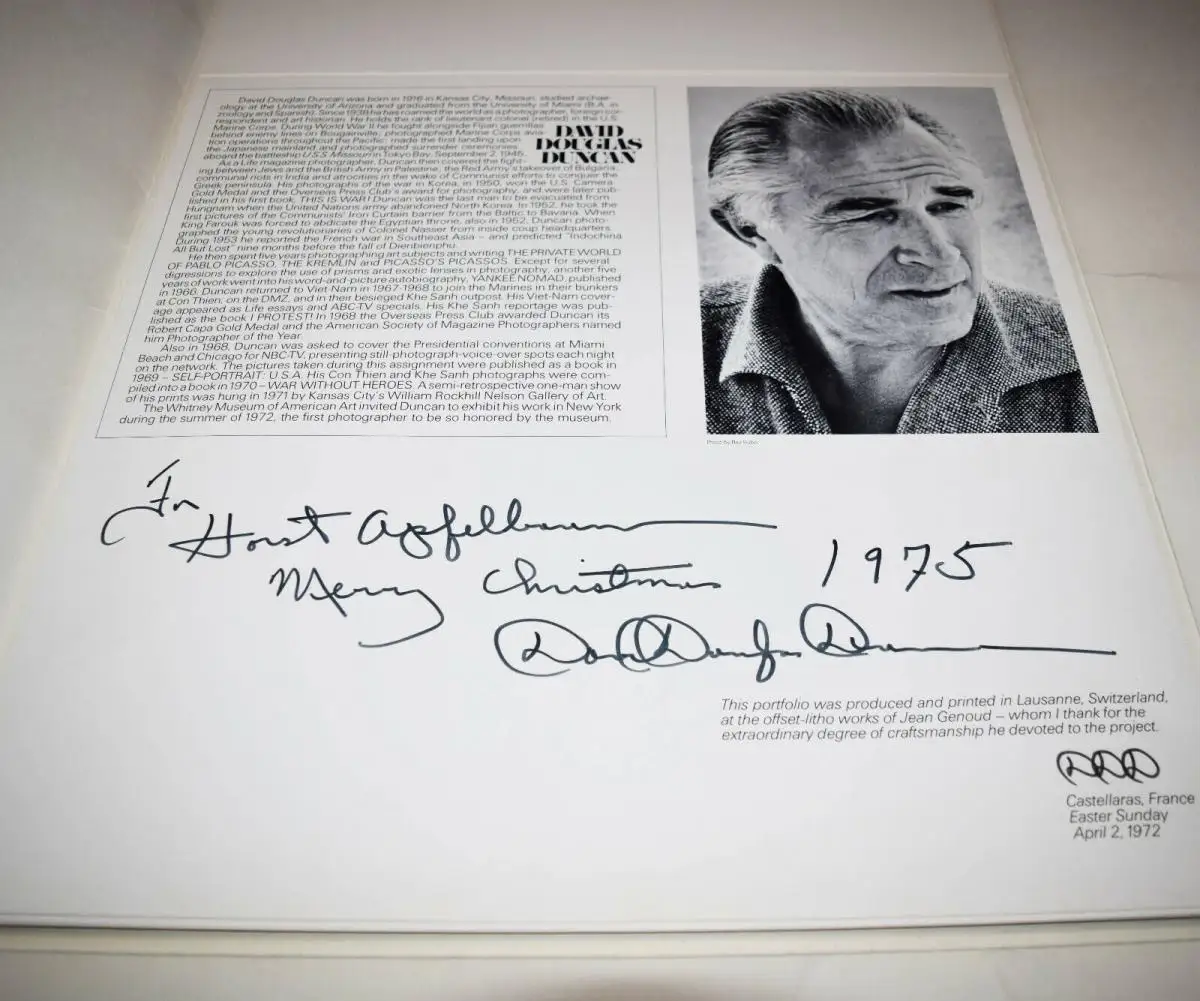 David Douglas Duncan was born in 1916 in Kansas City, Missouri, studied archae-
ology at the University of Arizona and graduated from the University of Miami (B.A. in
zoology and Spanish). Since 1938 he has roamed the world as a photographer, foreign cor-
respondent and art historian. He holds the rank of lieutenant colonel (retired) in the U.S.
Marine Corps. During World War II he fought alongside Fijian guerrillas
behind enemy lines on Bougainville, photographed Marine Corps avia-
tion operations throughout the Pacific, made the first landing upon
the Japanese mainland and photographed surrender ceremonies
aboard the battleship U.S.S. Missouri in Tokyo Bay, September 2, 1945.
As a Life magazine photographer, Duncan then covered the fight-
ing between Jews and the British Army in Palestine, the Red Army's takeover of Bulgaria,
communal riots in India and atrocities in the wake of Communist efforts to conquer the
Greek peninsula. His photographs of the war in Korea, in 1950, won the U.S. Camera
Gold Medal and the Overseas Press Club's award for photography, and were later pub-
lished in his first book, THIS IS WAR! Duncan was the last man to be evacuated from
Hungnam when the United Nations army abandoned North Korea. In 1952, he took the
first pictures of the Communists' Iron Curtain barrier from the Baltic to Bavaria. When
King Farouk was forced to abdicate the Egyptian throne, also in 1952, Duncan photo-
graphed the young revolutionaries of Colonel Nasser from inside coup headquarters.
During 1953 he reported the French war in Southeast Asia – and predicted "Indochina
All But Lost" nine months before the fall of Dienbienphu.
He then spent five years photographing art subjects and writing THE PRIVATE WORLD
OF PABLO PICASSO, THE KREMLIN and PICASSO'S PICASSOS. Except for several
digressions to explore the use of prisms and exotic lenses in photography, another five
years of work went into his word-and-picture autobiography, YANKEE NOMAD, published
in 1966. Duncan returned to Viet-Nam in 1967-1968 to join the Marines in their bunkers
at Con Thien, on the DMZ, and in their besieged Khe Sanh outpost. His Viet-Nam cover-
age appeared as Life essays and ABC-TV specials. His Khe Sanh reportage was pub-
lished as the book I PROTEST! In 1968 the Overseas Press Club awarded Duncan its
Robert Capa Gold Medal and the American Society of Magazine Photographers named
him Photographer of the Year.
Also in 1968, Duncan was asked to cover the Presidential conventions at Miami
Beach and Chicago for NBC-TV, presenting still-photograph-voice-over spots each night
on the network. The pictures taken during this assignment were published as a book in
1969 – SELF-PORTRAIT: U.S.A. His Con Thien and Khe Sanh photographs were com-
piled into a book in 1970 – WAR WITHOUT HEROES. A semi-retrospective one-man show
of his prints was hung in 1971 by Kansas City's William Rockhill Nelson Gallery of Art.
The Whitney Museum of American Art invited Duncan to exhibit his work in New York
during the summer of 1972, the first photographer to be so honored by the museum.
DAVID
DOUGLAS
DUNCAN
For
Horst Apfelbaum
Merry Christmas 1975
David Douglas Duncan
This portfolio was produced and printed in Lausanne, Switzerland,
at the offset-litho works of Jean Genoud – whom I thank for the
extraordinary degree of craftsmanship he devoted to the project.
DDD
Castellaras, France
Easter Sunday
April 2, 1972